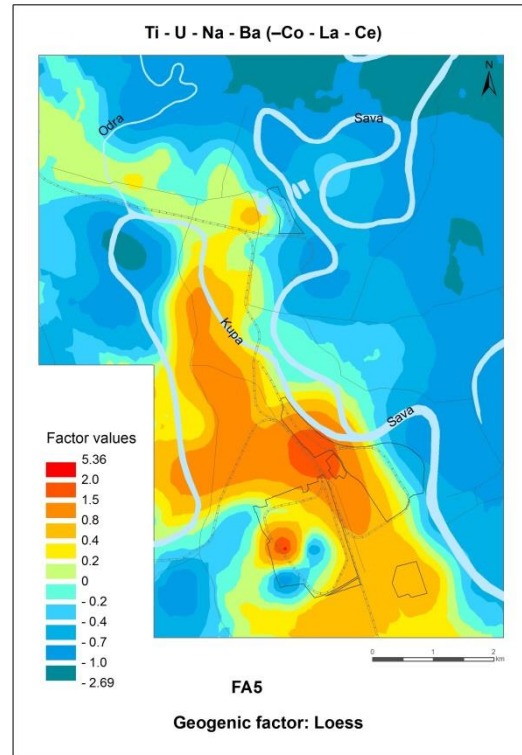 Ti - U - Na - Ba (–Co - La - Ce)
N
Odra
Sava
Kupa
Sava
Factor values
5.36
2.0
1.5
0.8
0.4
0.2
0
- 0.2
- 0.4
- 0.7
- 1.0
- 2.69
0 1 2
km
FA5
Geogenic factor: Loess